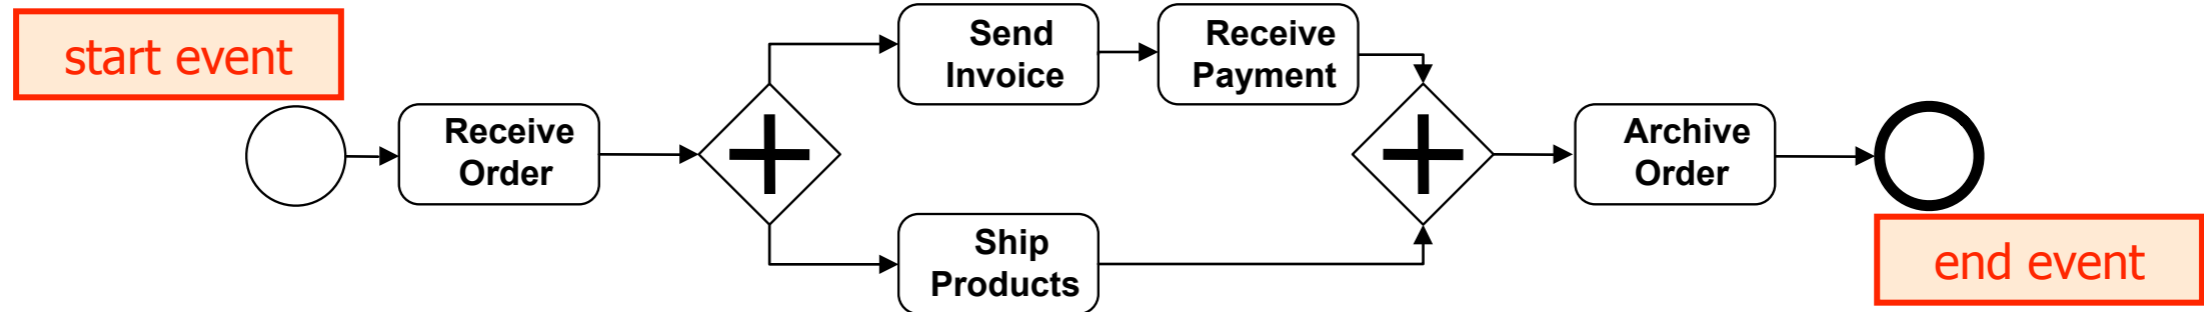 start event
Receive
Order
Send
Invoice
Receive
Payment
Ship
Products
Archive
Order
end event